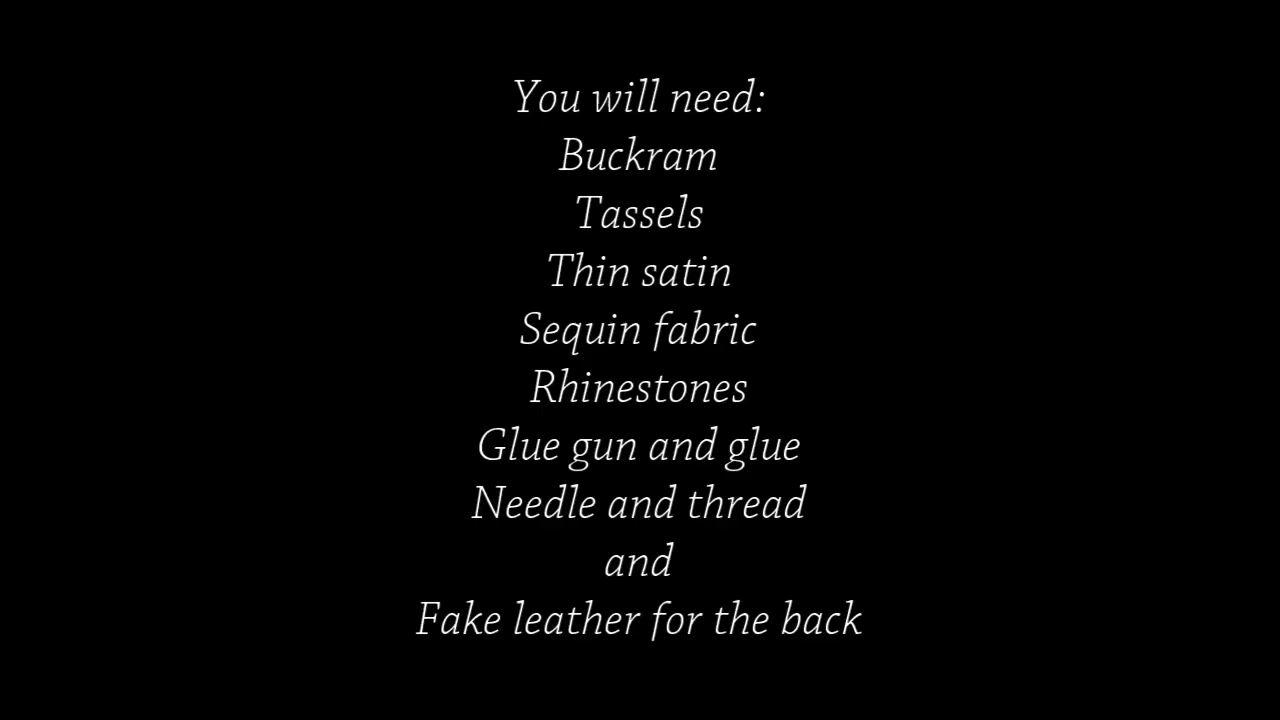 You will need:
Buckram
Tassels
Thin satin
Sequin fabric
Rhinestones
Glue gun and glue
Needle and thread
and
Fake leather for the back